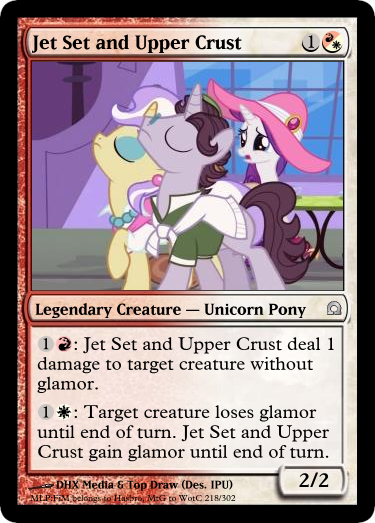 Jet Set and Upper Crust 1
Legendary Creature — Unicorn Pony
1 : Jet Set and Upper Crust deal 1
damage to target creature without
glamor.
1 : Target creature loses glamor
until end of turn. Jet Set and Upper
Crust gain glamor until end of turn.
DHX Media & Top Draw (Des. IPU)
MLP:FiM belongs to Hasbro, M:tG to WotC 218/302
2/2